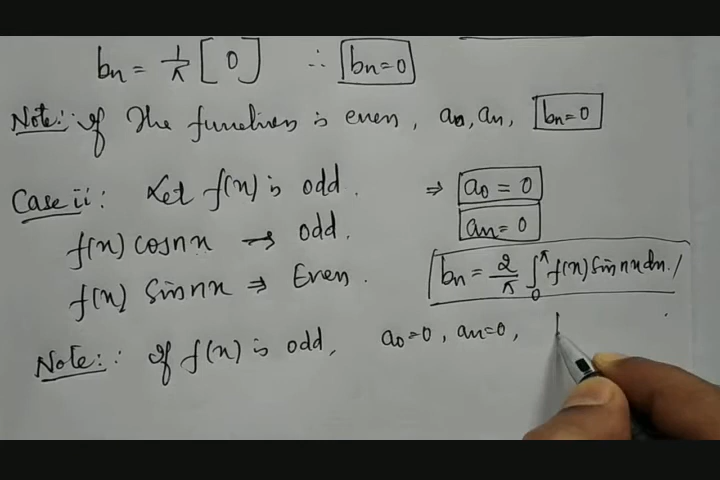 bn = 1/π [ 0 ] ∴ bn=0
Note:- If The function is even, a0, an, bn=0
Case ii: Let f(x) is odd. ⇒ a0 = 0
f(x) cosnx → odd. an = 0
f(x) Sinnx ⇒ Even. bn = 2/π ∫0^π f(x) Sinnx dx.
Note:- If f(x) is odd, a0=0, an=0,